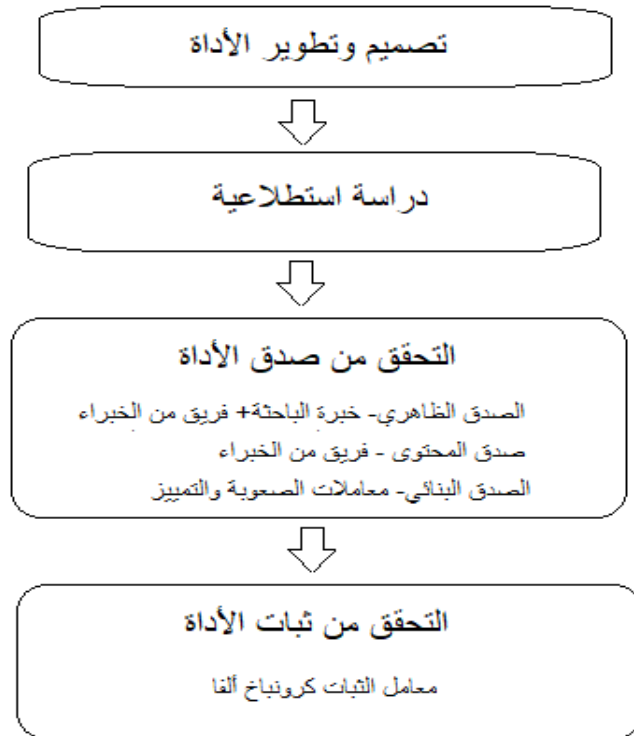 تصميم وتطوير الأداة
دراسة استطلاعية
التحقق من صدق الأداة
الصدق الظاهري- خبرة الباحثة+ فريق من الخبراء
صدق المحتوى - فريق من الخبراء
الصدق البنائي- معاملات الصعوبة والتمييز
التحقق من ثبات الأداة
معامل الثبات كرونباخ ألفا